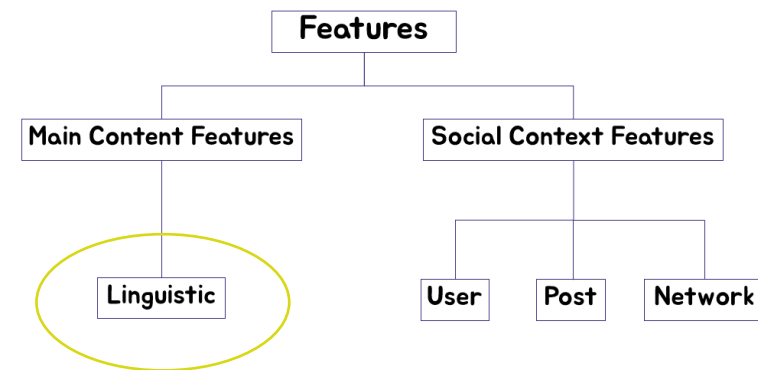 Features
Main Content Features
Social Context Features
Linguistic
User
Post
Network